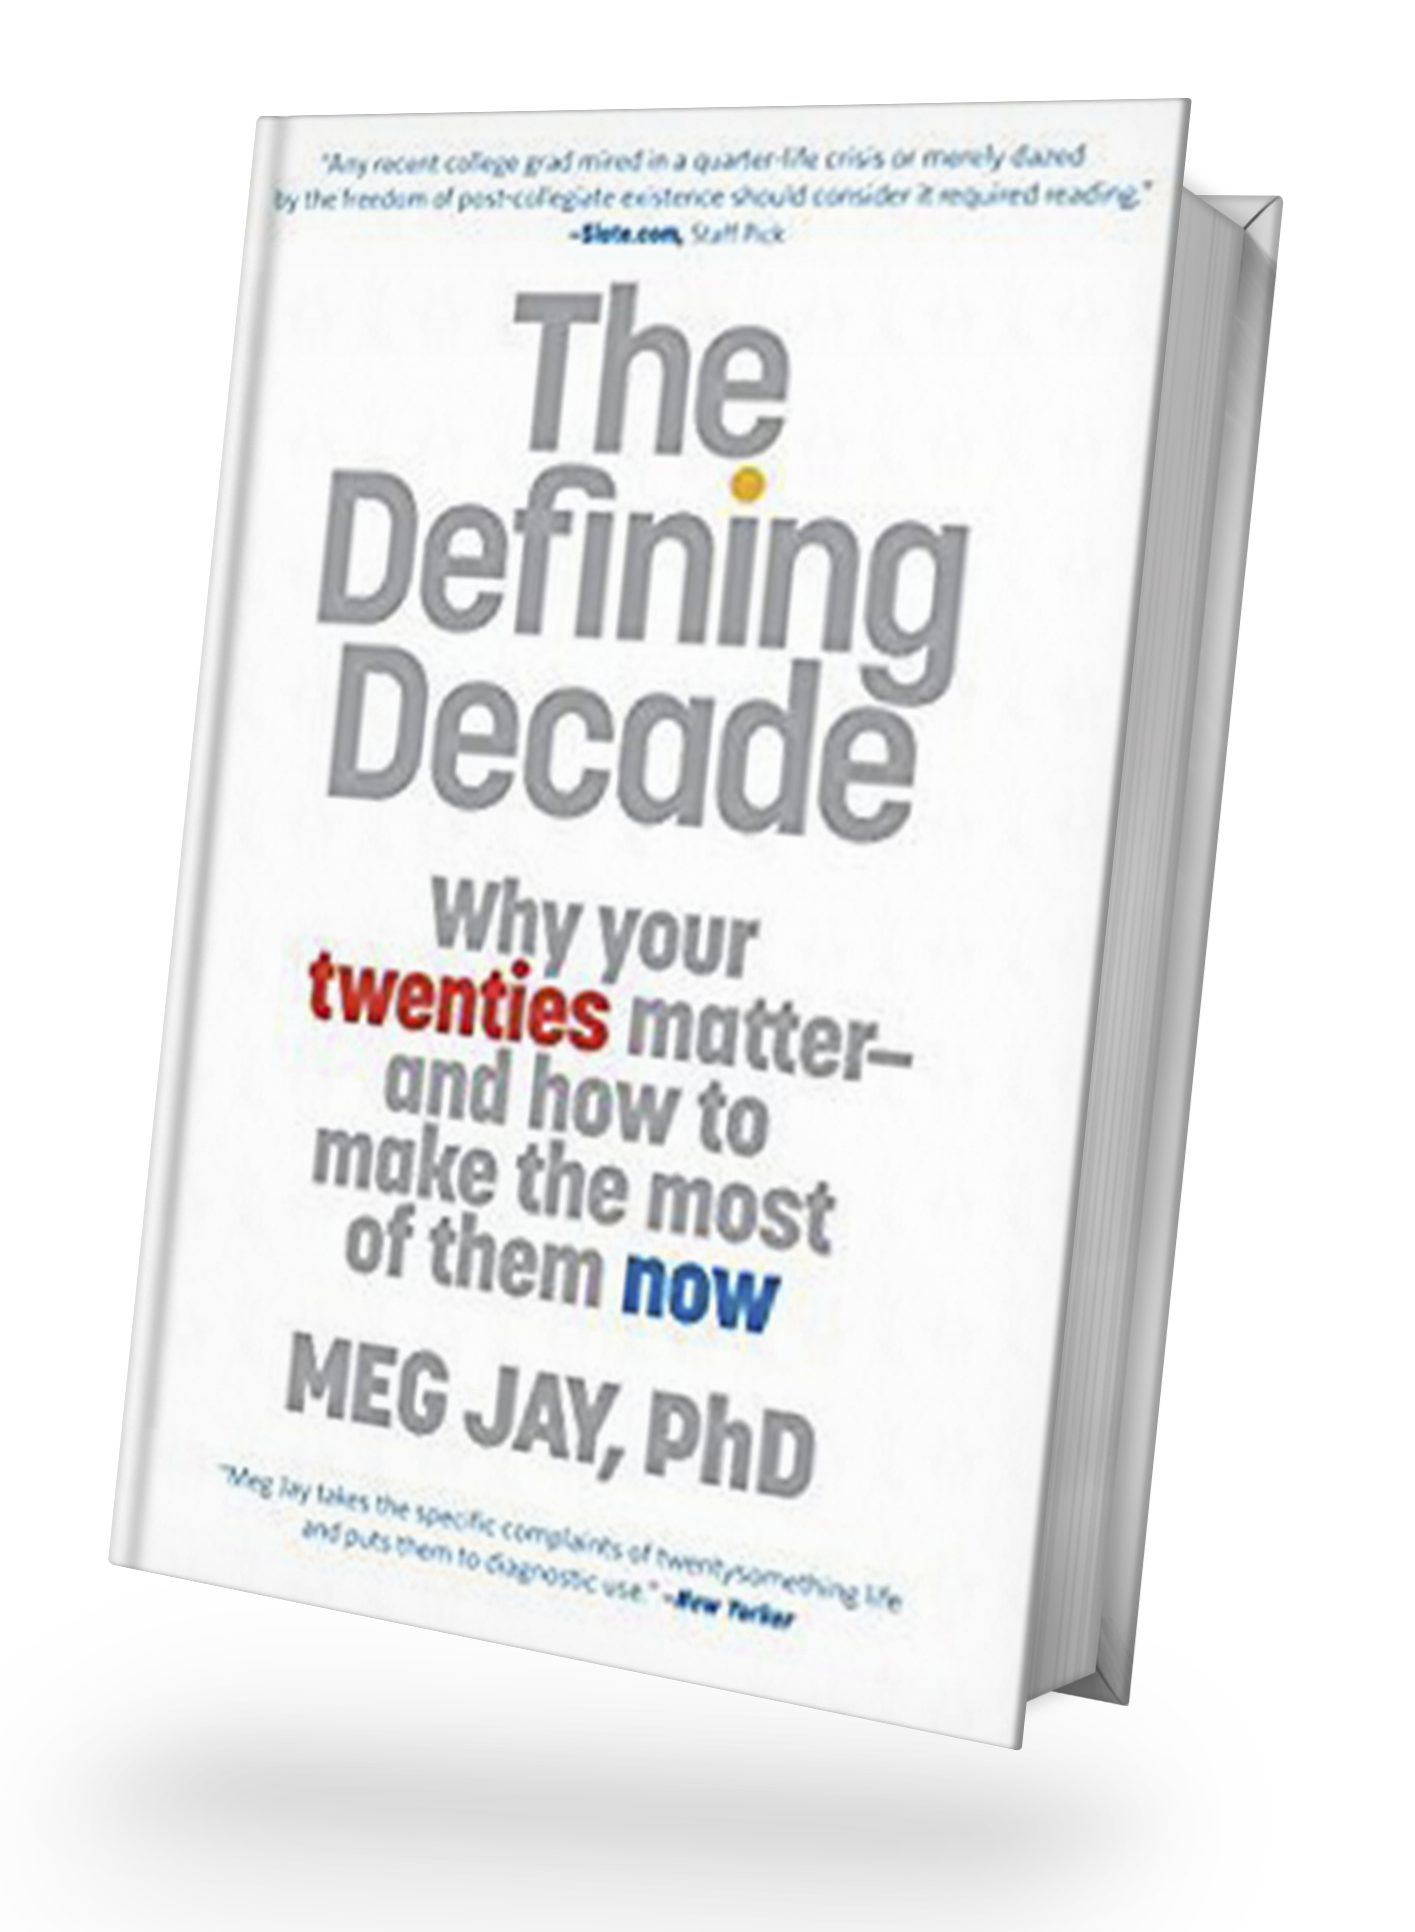 "Any recent college grad mired in a quarter-life crisis or merely dazed
by the freedom of post-collegiate existence should consider it required reading."
–Slate.com, Staff Pick
The
Defining
Decade
Why your
twenties matter–
and how to
make the most
of them now
MEG JAY, PhD
"Meg Jay takes the specific complaints of twentysomething life
and puts them to diagnostic use." –New Yorker